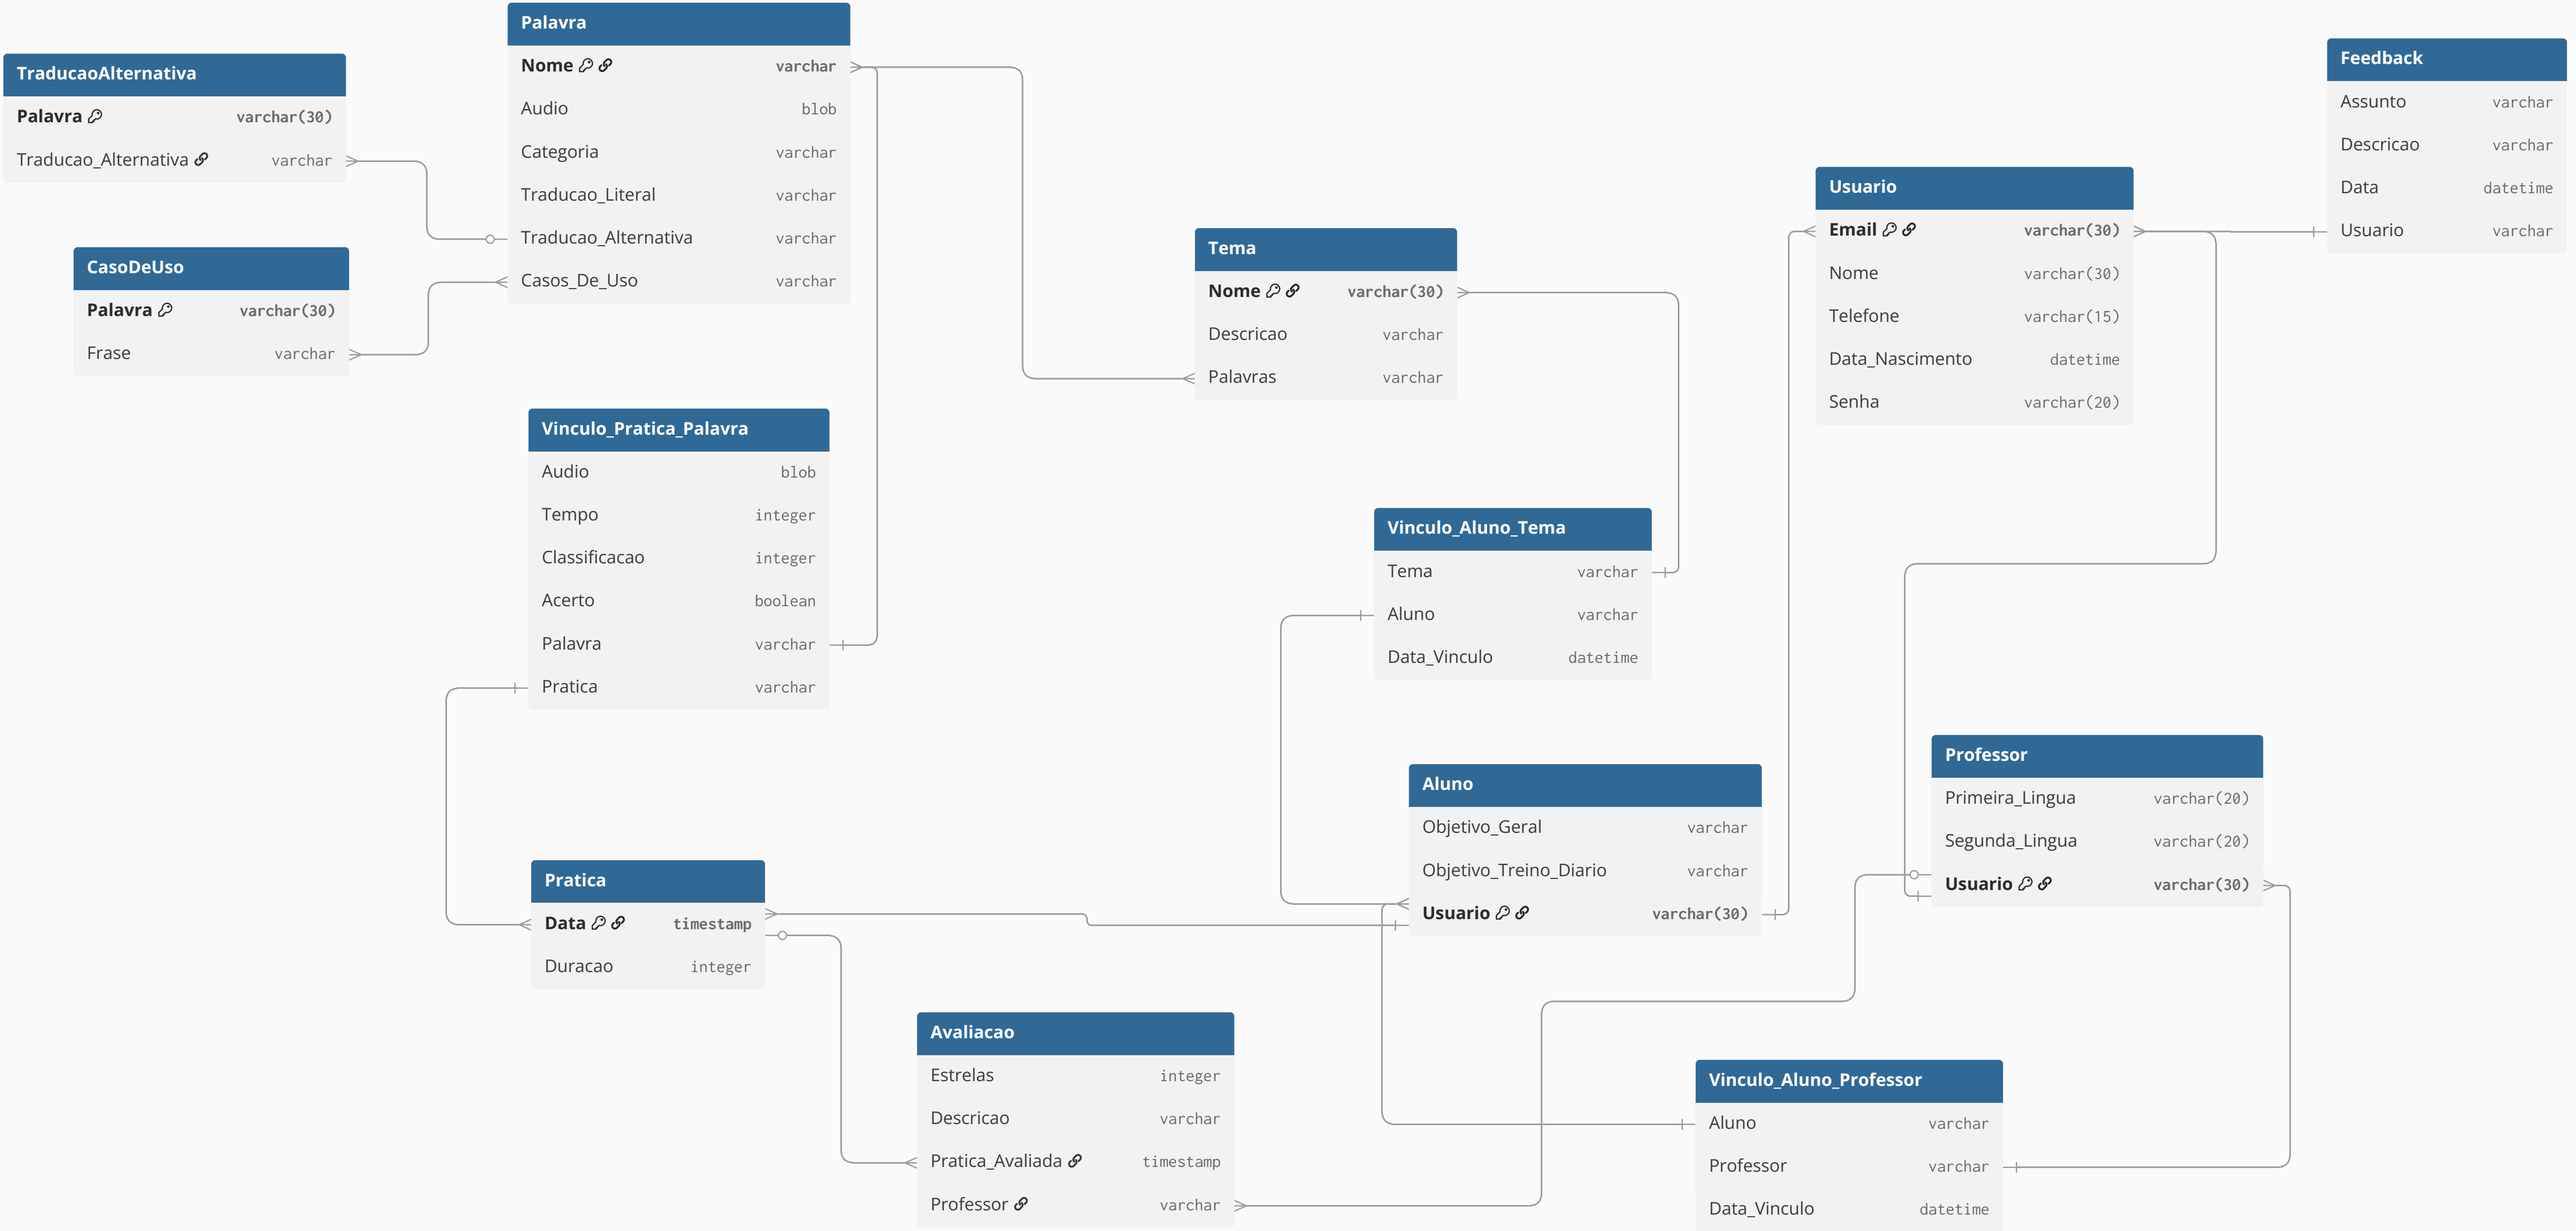 Palavra
Nome varchar
Audio blob
Categoria varchar
Traducao_Literal varchar
Traducao_Alternativa varchar
Casos_De_Uso varchar
TraducaoAlternativa
Palavra varchar(30)
Traducao_Alternativa varchar
CasoDeUso
Palavra varchar(30)
Frase varchar
Feedback
Assunto varchar
Descricao varchar
Data datetime
Usuario varchar
Usuario
Email varchar(30)
Nome varchar(30)
Telefone varchar(15)
Data_Nascimento datetime
Senha varchar(20)
Tema
Nome varchar(30)
Descricao varchar
Palavras varchar
Vinculo_Pratica_Palavra
Audio blob
Tempo integer
Classificacao integer
Acerto boolean
Palavra varchar
Pratica varchar
Vinculo_Aluno_Tema
Tema varchar
Aluno varchar
Data_Vinculo datetime
Professor
Primeira_Lingua varchar(20)
Segunda_Lingua varchar(20)
Usuario varchar(30)
Aluno
Objetivo_Geral varchar
Objetivo_Treino_Diario varchar
Usuario varchar(30)
Pratica
Data timestamp
Duracao integer
Avaliacao
Estrelas integer
Descricao varchar
Pratica_Avaliada timestamp
Professor varchar
Vinculo_Aluno_Professor
Aluno varchar
Professor varchar
Data_Vinculo datetime